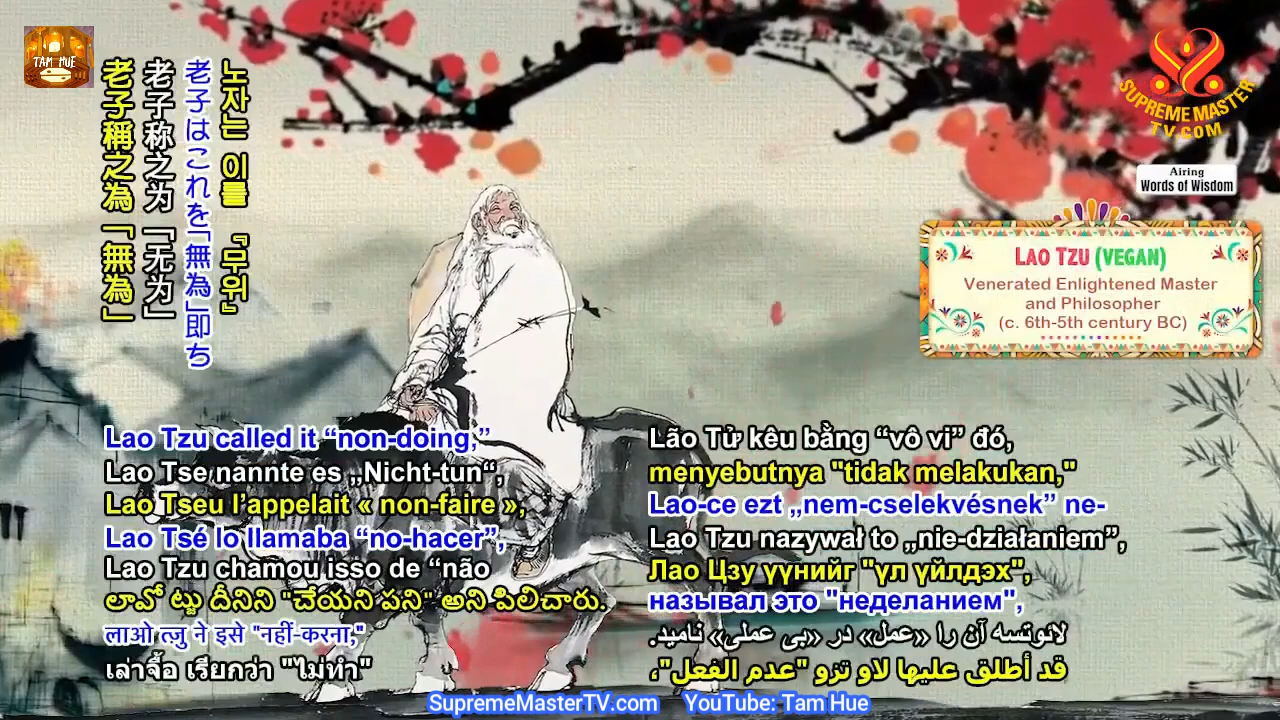 TAM HUE
老子稱之為「無為」
老子称之为「无为」
老子はこれを「無為」即ち
노자는 이를 『무위』
SUPREME MASTER
TV.COM
Airing
Words of Wisdom
LAO TZU (VEGAN)
Venerated Enlightened Master
and Philosopher
(c. 6th-5th century BC)
Lao Tzu called it “non-doing,”
Lao Tse nannte es „Nicht-tun“,
Lao Tseu l’appelait « non-faire »,
Lao Tsé lo llamaba “no-hacer”,
Lao Tzu chamou isso de “não
లావో ట్జు దీనిని "చేయని పని" అని పిలిచారు.
लाओ त्ज़ु ने इसे "नहीं-करना,"
เล่าจื้อ เรียกว่า "ไม่ทำ"
Lão Tử kêu bằng “vô vi” đó,
menyebutnya "tidak melakukan,"
Lao-ce ezt „nem-cselekvésnek” ne-
Lao Tzu nazywał to „nie-działaniem”,
Лао Цзу үүнийг "үл үйлдэх",
называл это "неделанием",
لائوتسه آن را «عمل» در «بی عملی» نامید.
قد أطلق عليها لاو تزو "عدم الفعل"،
SupremeMasterTV.com YouTube: Tam Hue